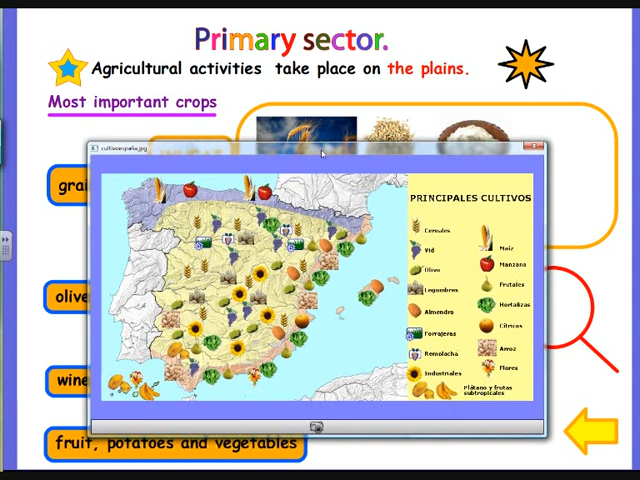 Primary sector.
Agricultural activities take place on the plains.
Most important crops
cultivoespaña.jpg
PRINCIPALES CULTIVOS
Cereales
Vid
Olivo
Legumbres
Almendra
Forrajeras
Remolacha
Industriales
Maíz
Manzana
Frutales
Hortalizas
Cítricos
Arroz
Flores
Plátano y frutas
subtropicales
grai
olive
wine
fruit, potatoes and vegetables